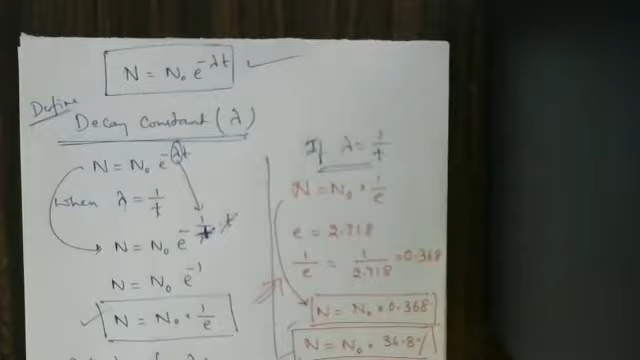 N = N₀ e^-λt
Define
Decay Constant (λ)
N = N₀ e^-λt
when λ = 1/t
N = N₀ e^-1/t · t
N = N₀ e^-1
N = N₀ · 1/e
If λ = 1/t
N = N₀ · 1/e
e = 2.718
1/e = 1/2.718 = 0.368
N = N₀ · 0.368
N = N₀ · 36.8%